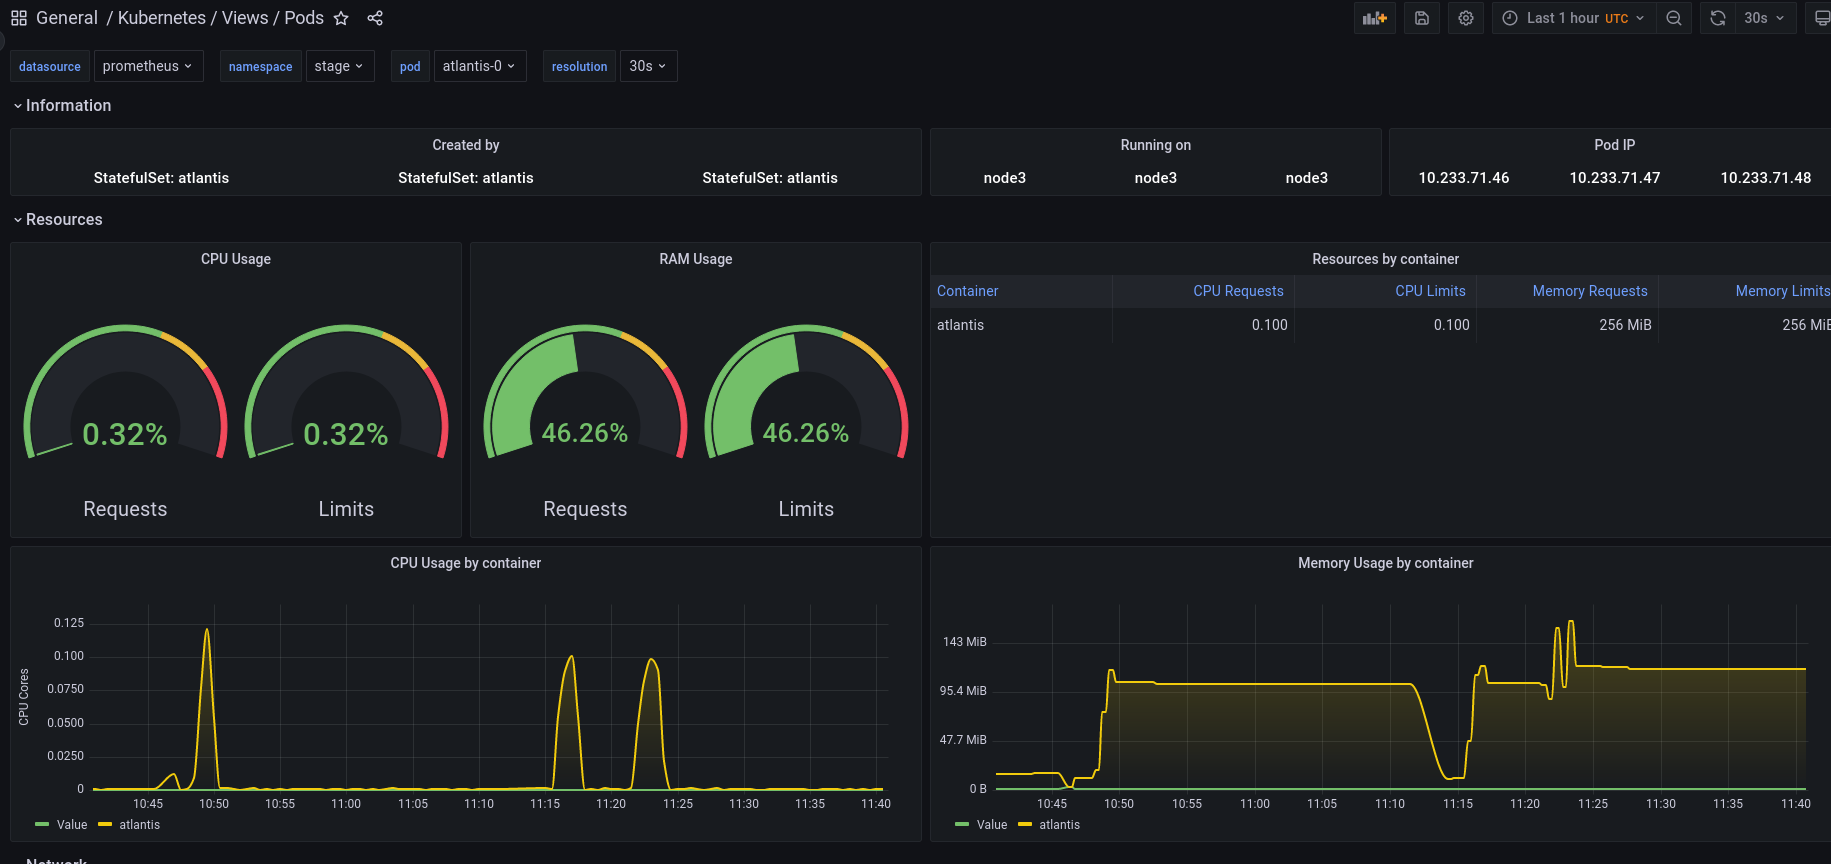 General / Kubernetes / Views / Pods
Last 1 hour UTC
30s
datasource prometheus namespace stage pod atlantis-0 resolution 30s
Information
Created by
StatefulSet: atlantis StatefulSet: atlantis StatefulSet: atlantis
Running on
node3 node3 node3
Pod IP
10.233.71.46 10.233.71.47 10.233.71.48
Resources
CPU Usage
0.32% 0.32%
Requests Limits
RAM Usage
46.26% 46.26%
Requests Limits
Resources by container
Container CPU Requests CPU Limits Memory Requests Memory Limits
atlantis 0.100 0.100 256 MiB 256 MiB
CPU Usage by container
CPU Cores
0.125
0.100
0.0750
0.0500
0.0250
0
10:45 10:50 10:55 11:00 11:05 11:10 11:15 11:20 11:25 11:30 11:35 11:40
Value atlantis
Memory Usage by container
143 MiB
95.4 MiB
47.7 MiB
0 B
10:45 10:50 10:55 11:00 11:05 11:10 11:15 11:20 11:25 11:30 11:35 11:40
Value atlantis
Network